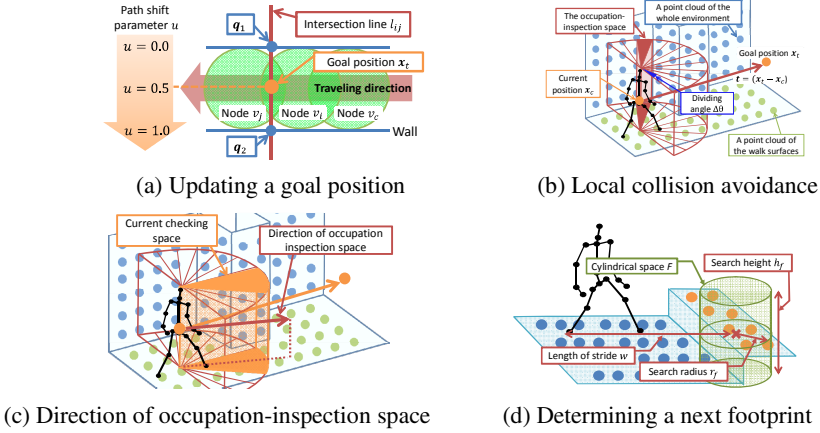 Path shift
parameter u
u = 0.0
u = 0.5
u = 1.0
q1
Intersection line lij
Goal position xt
Traveling direction
Node vj
Node vi
Node vc
Wall
q2
(a) Updating a goal position
The occupation-
inspection space
A point cloud of the
whole environment
Goal position xt
t = (xt − xc)
Current
position xc
Dividing
angle Δθ
A point cloud of
the walk surfaces
(b) Local collision avoidance
Current checking
space
Direction of occupation
inspection space
(c) Direction of occupation-inspection space
Cylindrical space F
Search height hf
Length of stride w
Search radius rf
(d) Determining a next footprint